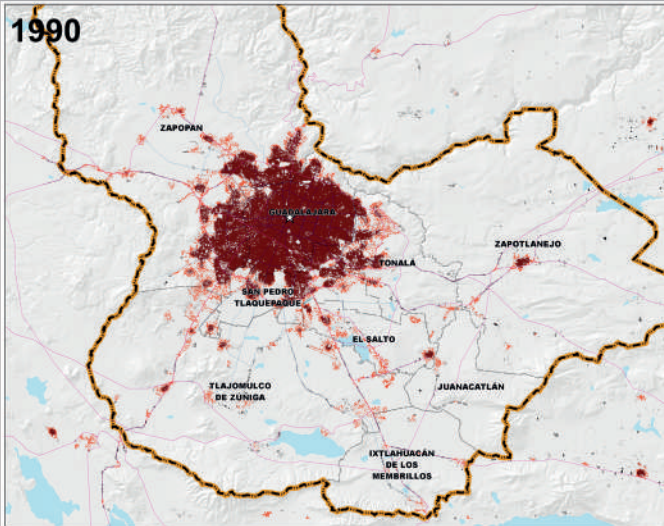 1990
ZAPOPAN
GUADALAJARA
ZAPOTLANEJO
TONALÁ
SAN PEDRO
TLAQUEPAQUE
EL SALTO
TLAJOMULCO
DE ZÚÑIGA
JUANACATLÁN
IXTLAHUACÁN
DE LOS
MEMBRILLOS